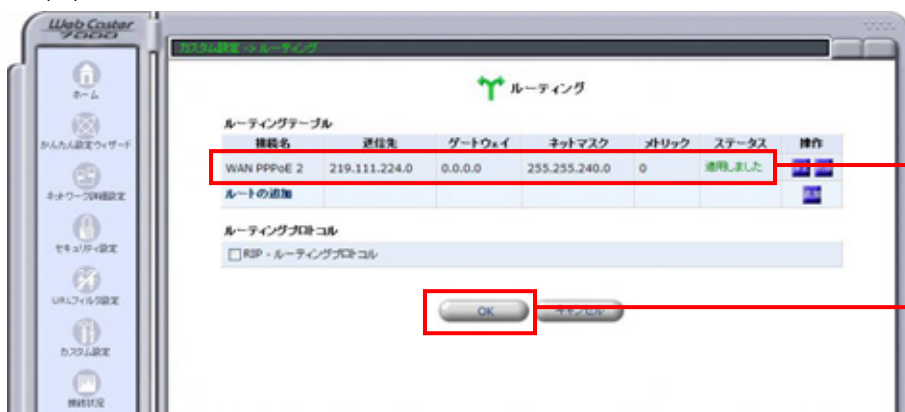 Web Caster
7000
カスタム設定 -> ルーティング
ホーム
かんたん設定ウィザード
ネットワーク詳細設定
セキュリティ設定
URLフィルタ設定
カスタム設定
接続状況
ルーティング
ルーティングテーブル
接続名 送信先 ゲートウェイ ネットマスク メトリック ステータス 操作
WAN PPPoE 2 219.111.224.0 0.0.0.0 255.255.240.0 0 適用しました
ルートの追加
ルーティングプロトコル
RIP - ルーティングプロトコル
OK キャンセル